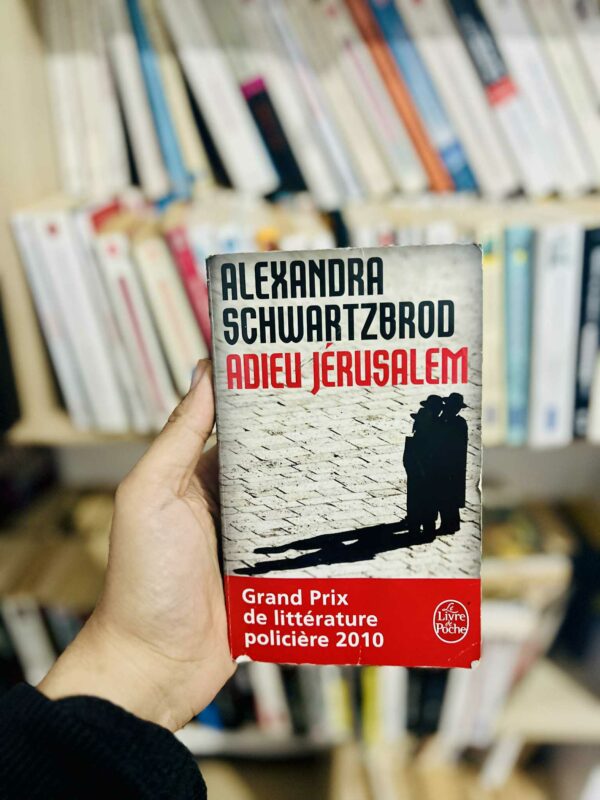 ALEXANDRA
SCHWARTZBROD
ADIEU JÉRUSALEM
Grand Prix
de littérature
policière 2010
Le
Livre
de
Poche